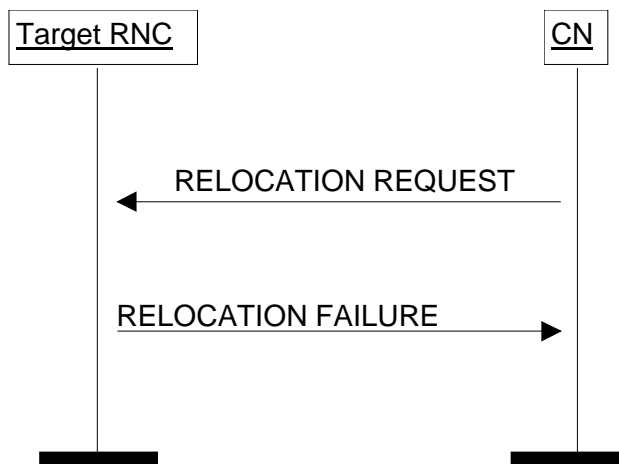 Target RNC
CN
RELOCATION REQUEST
RELOCATION FAILURE